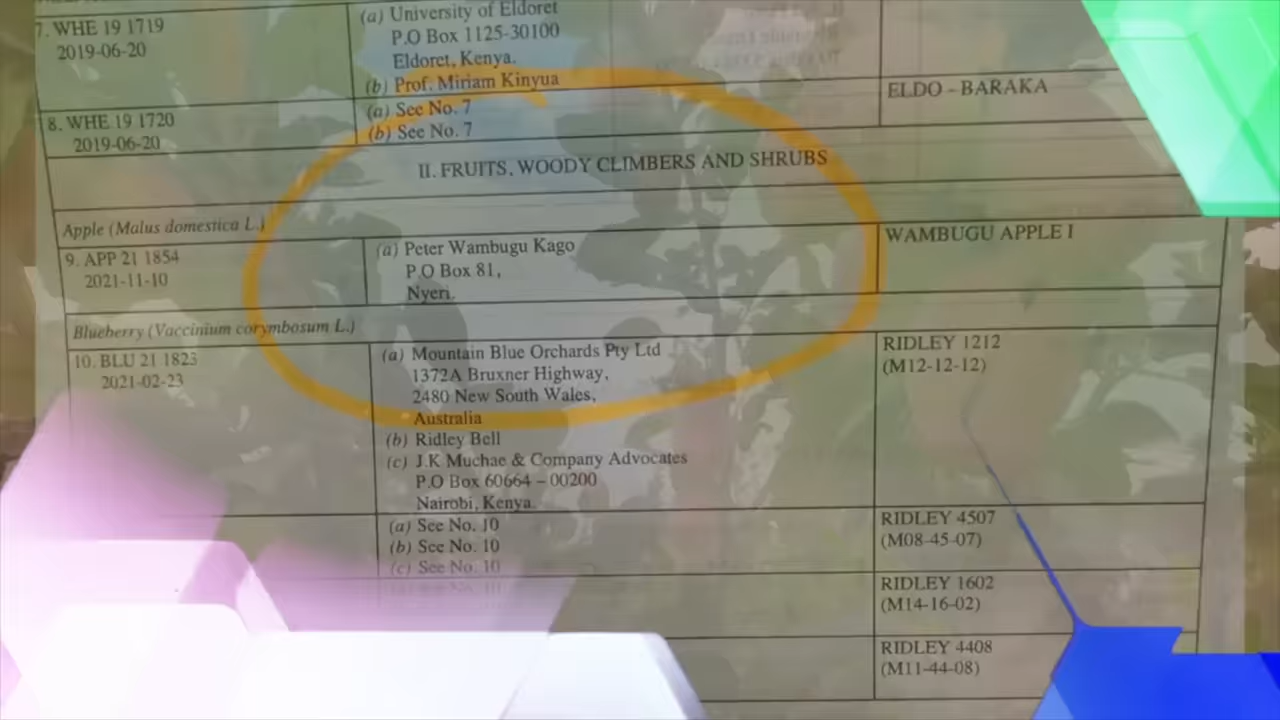 7. WHE 19 1719
2019-06-20
(a) University of Eldoret
P.O Box 1125-30100
Eldoret, Kenya.
(b) Prof. Miriam Kinyua
8. WHE 19 1720
2019-06-20
(a) See No. 7
(b) See No. 7
ELDO - BARAKA
II. FRUITS, WOODY CLIMBERS AND SHRUBS
Apple (Malus domestica L.)
9. APP 21 1854
2021-11-10
(a) Peter Wambugu Kago
P.O Box 81,
Nyeri.
WAMBUGU APPLE I
Blueberry (Vaccinium corymbosum L.)
10. BLU 21 1823
2021-02-23
(a) Mountain Blue Orchards Pty Ltd
1372A Bruxner Highway,
2480 New South Wales,
Australia
(b) Ridley Bell
(c) J.K Muchae & Company Advocates
P.O Box 60664 – 00200
Nairobi, Kenya.
RIDLEY 1212
(M12-12-12)
(a) See No. 10
(b) See No. 10
(c) See No. 10
RIDLEY 4507
(M08-45-07)
(a) See No. 10
RIDLEY 1602
(M14-16-02)
RIDLEY 4408
(M11-44-08)